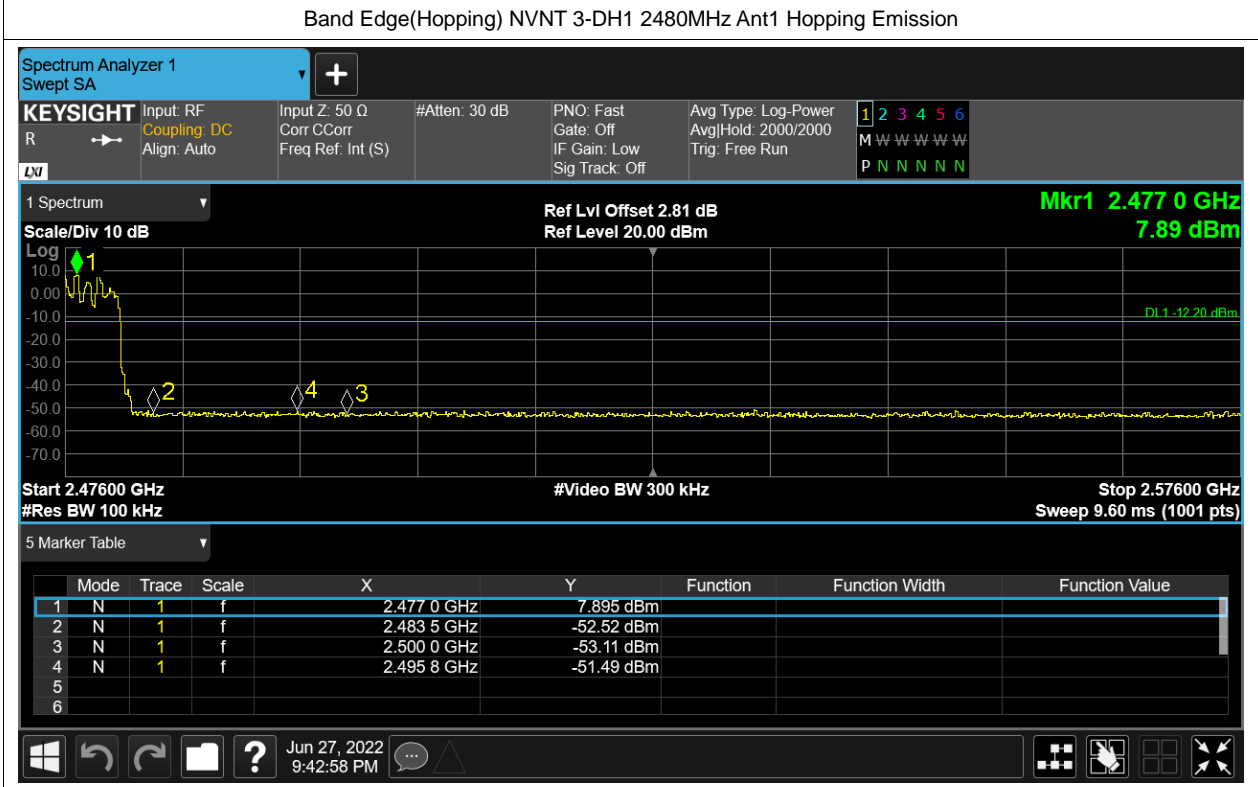 Band Edge(Hopping) NVNT 3-DH1 2480MHz Ant1 Hopping Emission
Spectrum Analyzer 1
Swept SA
KEYSIGHT
R
LXI
Input: RF
Coupling: DC
Align: Auto
Input Z: 50 Ω
Corr CCorr
Freq Ref: Int (S)
#Atten: 30 dB
PNO: Fast
Gate: Off
IF Gain: Low
Sig Track: Off
Avg Type: Log-Power
Avg|Hold: 2000/2000
Trig: Free Run
1 2 3 4 5 6
M W W W W W
P N N N N N
1 Spectrum
Scale/Div 10 dB
Ref Lvl Offset 2.81 dB
Ref Level 20.00 dBm
Mkr1 2.477 0 GHz
7.89 dBm
Log
10.0
0.00
-10.0
-20.0
-30.0
-40.0
-50.0
-60.0
-70.0
1
2
4
3
DL1 -12.20 dBm
Start 2.47600 GHz
#Res BW 100 kHz
#Video BW 300 kHz
Stop 2.57600 GHz
Sweep 9.60 ms (1001 pts)
5 Marker Table
Mode Trace Scale X Y Function Function Width Function Value
1 N 1 f 2.477 0 GHz 7.895 dBm
2 N 1 f 2.483 5 GHz -52.52 dBm
3 N 1 f 2.500 0 GHz -53.11 dBm
4 N 1 f 2.495 8 GHz -51.49 dBm
5
6
?
Jun 27, 2022
9:42:58 PM